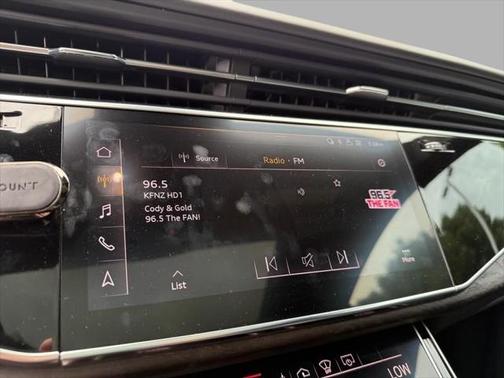 Source
Radio · FM
96.5
KFNZ HD1
Cody & Gold
96.5 The FAN!
96.5
THE FAN
OUNT
List
More
LOW